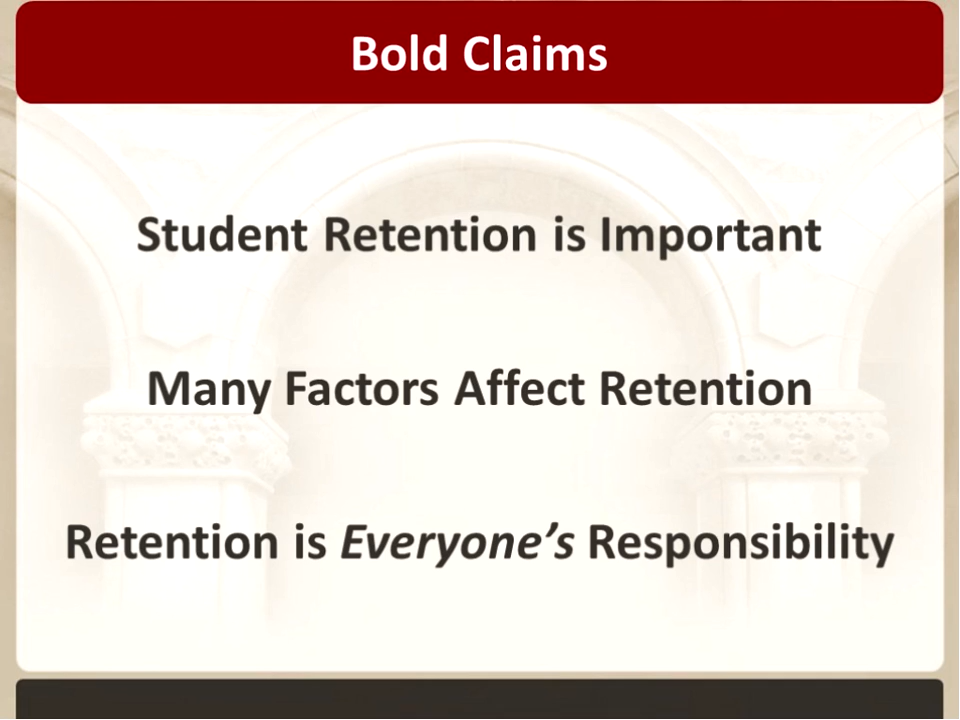 Bold Claims
Student Retention is Important
Many Factors Affect Retention
Retention is Everyone’s Responsibility